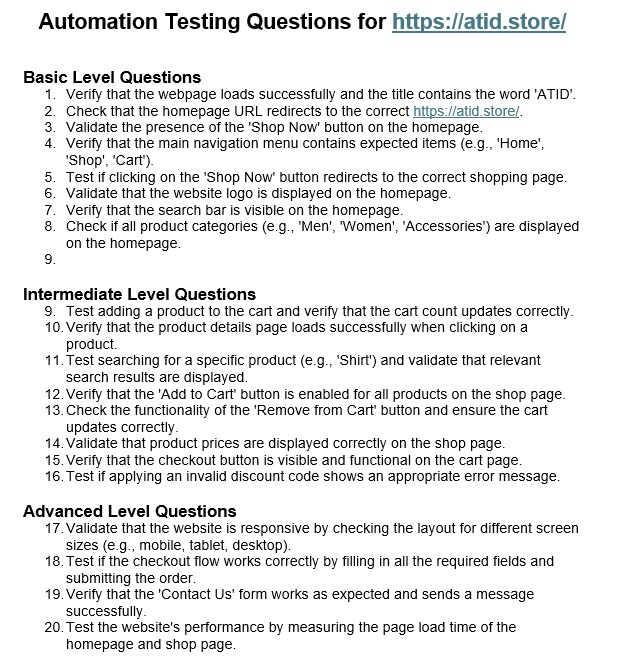 Automation Testing Questions for https://atid.store/
Basic Level Questions
1. Verify that the webpage loads successfully and the title contains the word 'ATID'.
2. Check that the homepage URL redirects to the correct https://atid.store/.
3. Validate the presence of the 'Shop Now' button on the homepage.
4. Verify that the main navigation menu contains expected items (e.g., 'Home',
'Shop', 'Cart').
5. Test if clicking on the 'Shop Now' button redirects to the correct shopping page.
6. Validate that the website logo is displayed on the homepage.
7. Verify that the search bar is visible on the homepage.
8. Check if all product categories (e.g., 'Men', 'Women', 'Accessories') are displayed
on the homepage.
9.
Intermediate Level Questions
9. Test adding a product to the cart and verify that the cart count updates correctly.
10. Verify that the product details page loads successfully when clicking on a
product.
11. Test searching for a specific product (e.g., 'Shirt') and validate that relevant
search results are displayed.
12. Verify that the 'Add to Cart' button is enabled for all products on the shop page.
13. Check the functionality of the 'Remove from Cart' button and ensure the cart
updates correctly.
14. Validate that product prices are displayed correctly on the shop page.
15. Verify that the checkout button is visible and functional on the cart page.
16. Test if applying an invalid discount code shows an appropriate error message.
Advanced Level Questions
17. Validate that the website is responsive by checking the layout for different screen
sizes (e.g., mobile, tablet, desktop).
18. Test if the checkout flow works correctly by filling in all the required fields and
submitting the order.
19. Verify that the 'Contact Us' form works as expected and sends a message
successfully.
20. Test the website's performance by measuring the page load time of the
homepage and shop page.